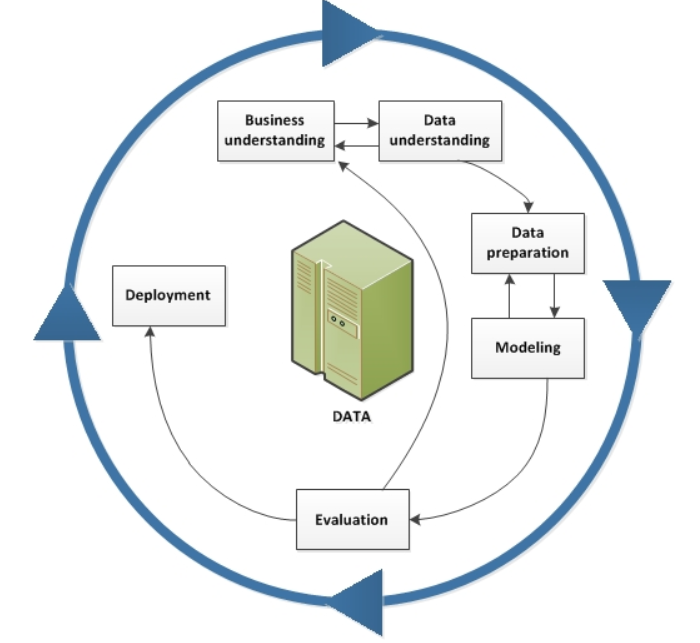 Business
understanding
Data
understanding
Data
preparation
Deployment
Modeling
DATA
Evaluation